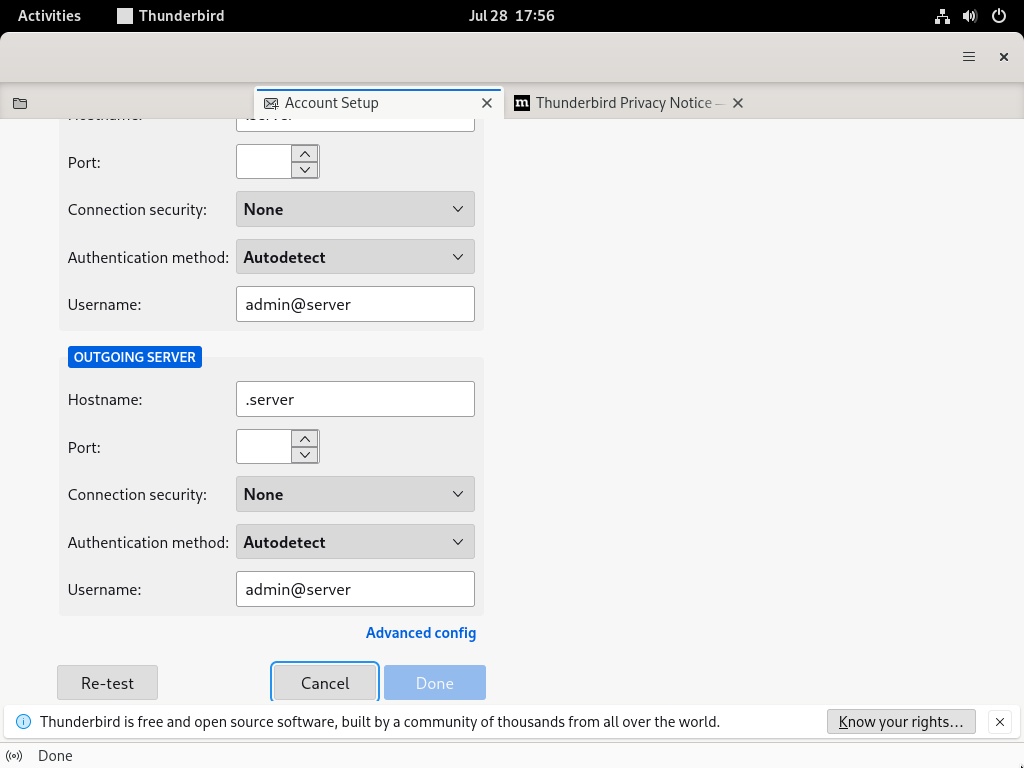 Activities
Thunderbird
Jul 28 17:56
Account Setup
Thunderbird Privacy Notice —
.server
Port:
Connection security: None
Authentication method: Autodetect
Username: admin@server
OUTGOING SERVER
Hostname: .server
Port:
Connection security: None
Authentication method: Autodetect
Username: admin@server
Advanced config
Re-test
Cancel
Done
Thunderbird is free and open source software, built by a community of thousands from all over the world.
Know your rights...
Done